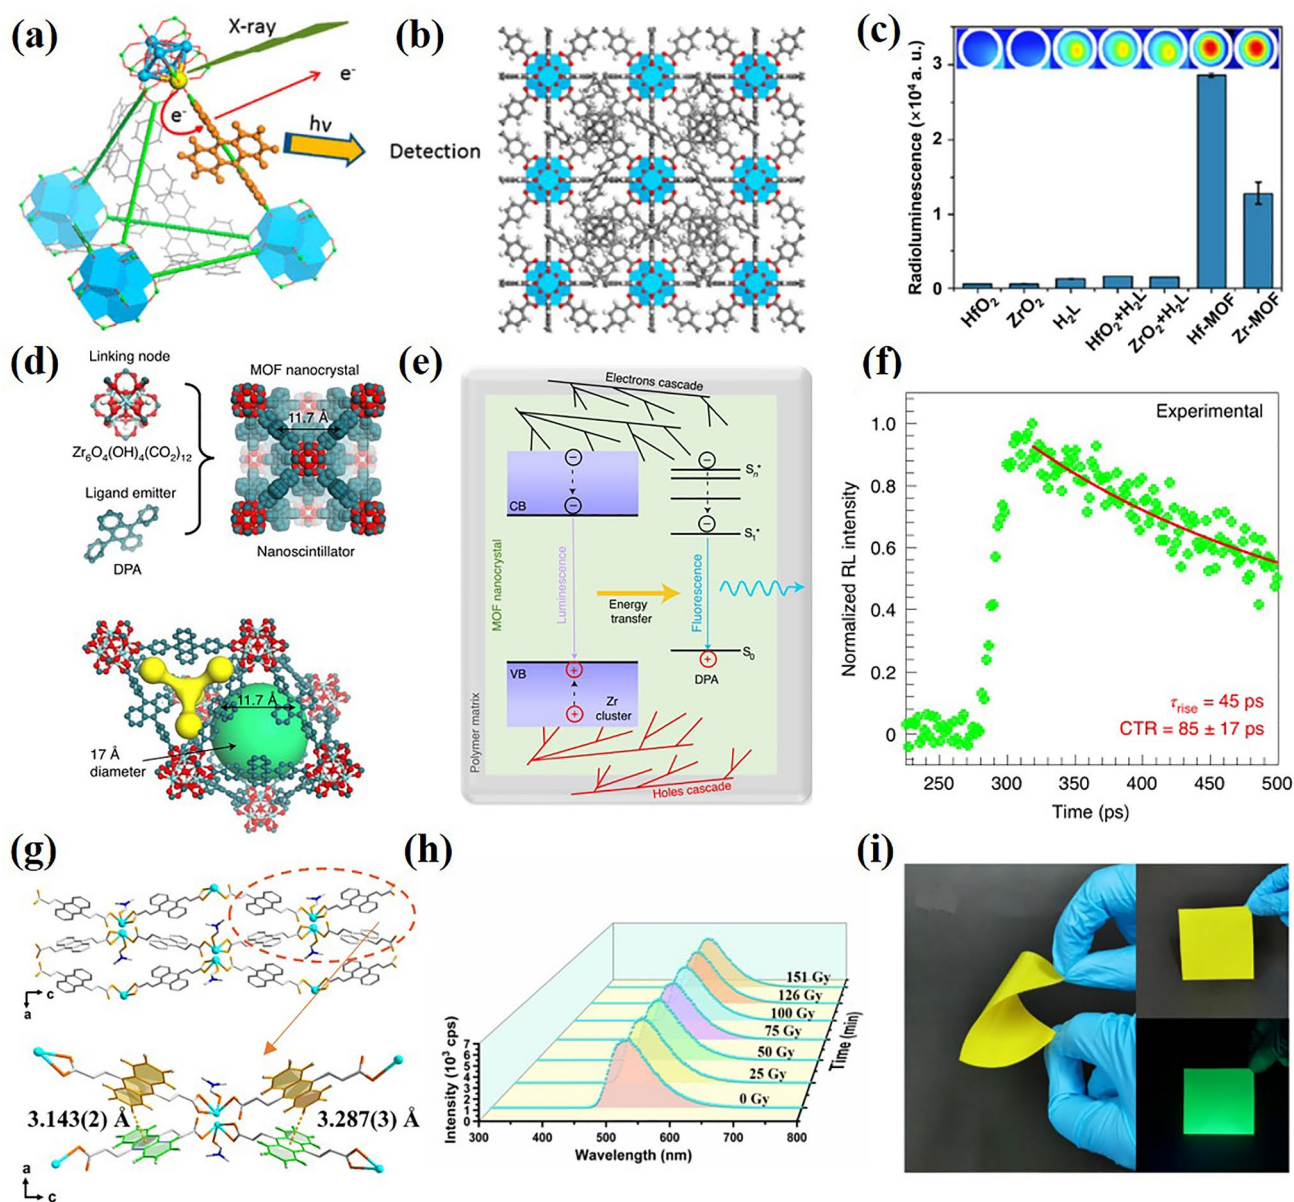 (a)
X-ray
e-
e-
hν
Detection
(b)
(c)
Radioluminescence (×10⁴ a. u.)
3
2
1
0
HfO₂
ZrO₂
H₂L
HfO₂+H₂L
ZrO₂+H₂L
Hf-MOF
Zr-MOF
(d)
Linking node
Zr₆O₄(OH)₄(CO₂)₁₂
Ligand emitter
DPA
MOF nanocrystal
11.7 Å
Nanoscintillator
11.7 Å
17 Å
diameter
(e)
Electrons cascade
CB
Sₙ*
S₁*
MOF nanocrystal
Luminescence
Energy
transfer
Fluorescence
S₀
DPA
VB
Zr
cluster
Polymer matrix
Holes cascade
(f)
Experimental
Normalized RL intensity
1.0
0.8
0.6
0.4
0.2
0
τrise = 45 ps
CTR = 85 ± 17 ps
250
300
350
400
450
500
Time (ps)
(g)
c
a
3.143(2) Å
3.287(3) Å
a
c
(h)
Intensity (10³ cps)
7
6
5
4
3
2
1
0
151 Gy
126 Gy
100 Gy
75 Gy
50 Gy
25 Gy
0 Gy
Time (min)
300
400
500
600
700
800
Wavelength (nm)
(i)